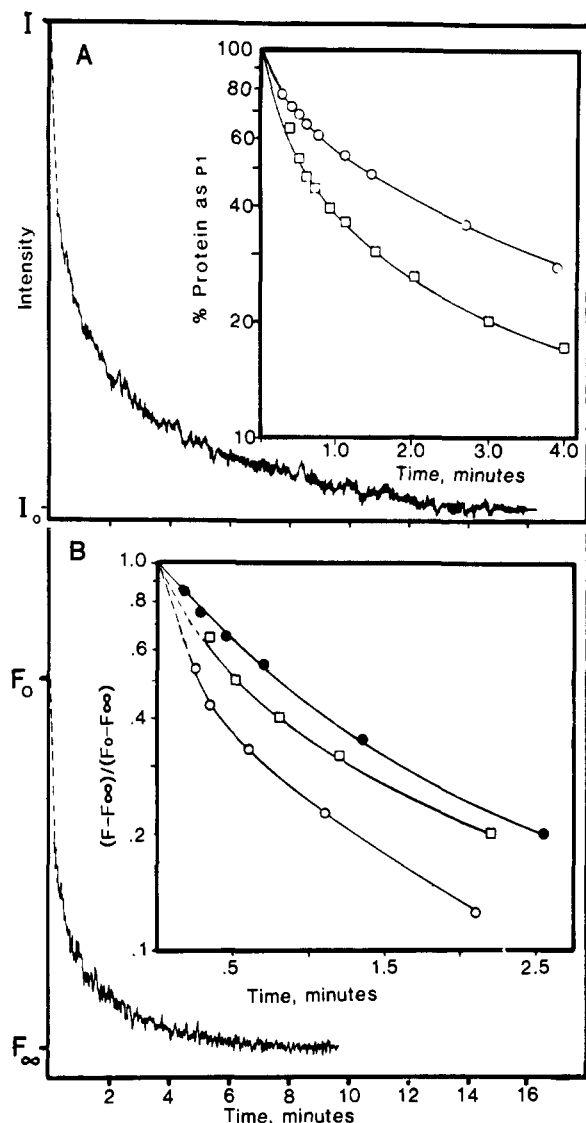 I
A
Intensity
I₀
% Protein as P1
100
80
60
40
20
10
1.0 2.0 3.0 4.0
Time, minutes
B
F₀
F∞
(F-F∞)/(F₀-F∞)
1.0
.8
.6
.4
.2
.1
.5 1.5 2.5
Time, minutes
2 4 6 8 10 12 14 16
Time, minutes